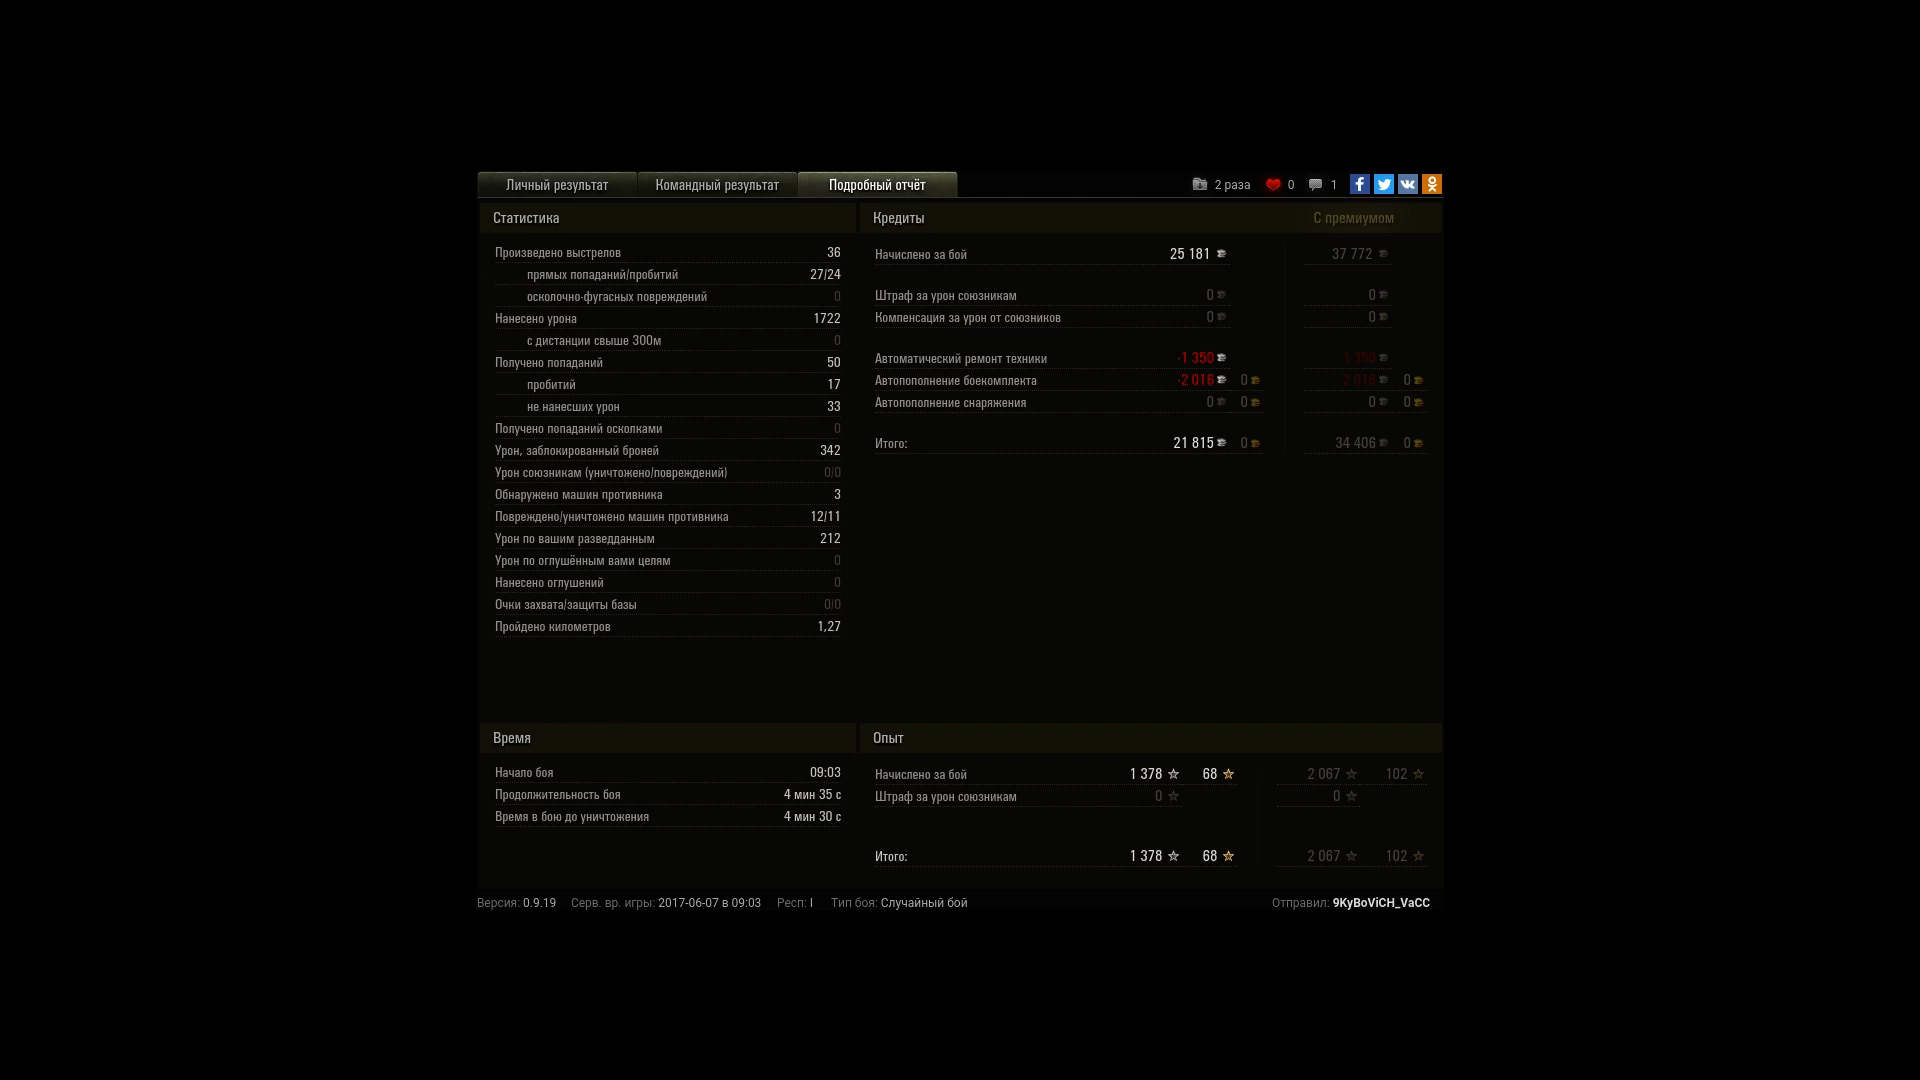 Личный результат Командный результат Подробный отчёт 2 раза 0 1
Статистика
Произведено выстрелов 36
прямых попаданий/пробитий 27/24
осколочно-фугасных повреждений 0
Нанесено урона 1722
с дистанции свыше 300м 0
Получено попаданий 50
пробитий 17
не нанесших урон 33
Получено попаданий осколками 0
Урон, заблокированный броней 342
Урон союзникам (уничтожено/повреждений) 0/0
Обнаружено машин противника 3
Повреждено/уничтожено машин противника 12/11
Урон по вашим разведданным 212
Урон по оглушённым вами целям 0
Нанесено оглушений 0
Очки захвата/защиты базы 0/0
Пройдено километров 1,27
Кредиты С премиумом
Начислено за бой 25 181 37 772
Штраф за урон союзникам 0 0
Компенсация за урон от союзников 0 0
Автоматический ремонт техники -1 350 1 350
Автопополнение боекомплекта -2 016 0 2 016 0
Автопополнение снаряжения 0 0 0 0
Итого: 21 815 0 34 406 0
Время
Начало боя 09:03
Продолжительность боя 4 мин 35 с
Время в бою до уничтожения 4 мин 30 с
Опыт
Начислено за бой 1 378 68 2 067 102
Штраф за урон союзникам 0 0
Итого: 1 378 68 2 067 102
Версия: 0.9.19 Серв. вр. игры: 2017-06-07 в 09:03 Респ: I Тип боя: Случайный бой Отправил: 9KyBoViCH_VaCC